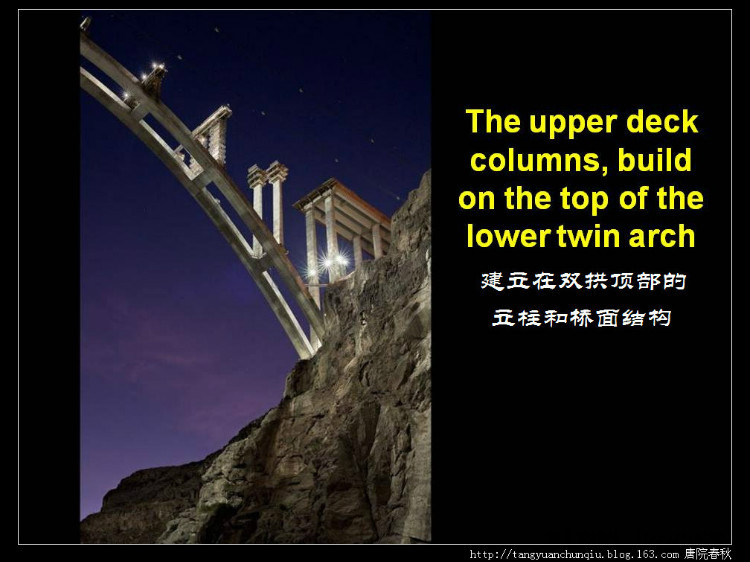 The upper deck
columns, build
on the top of the
lower twin arch
建立在双拱顶部的
立柱和桥面结构
http://tangyuanchunqiu.blog.163.com 唐院春秋